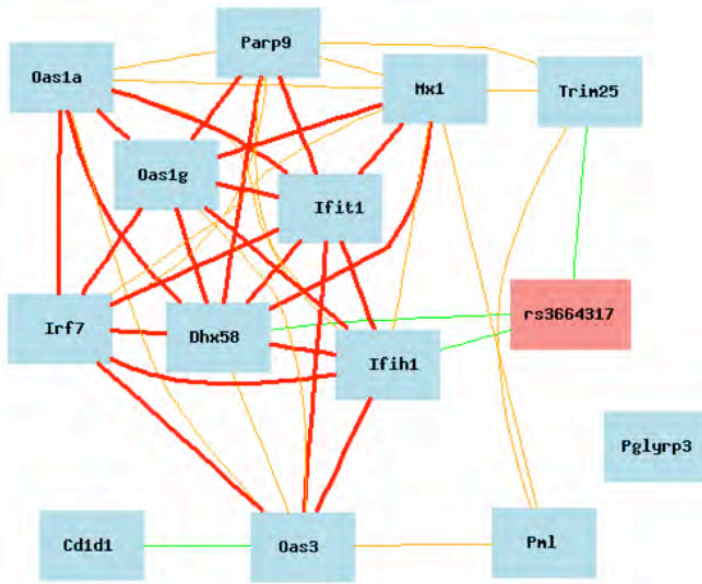 Parp9
Oas1a
Mx1
Trim25
Oas1g
Ifit1
rs3664317
Irf7
Dhx58
Ifih1
Pglyrp3
Cd1d1
Oas3
Pml